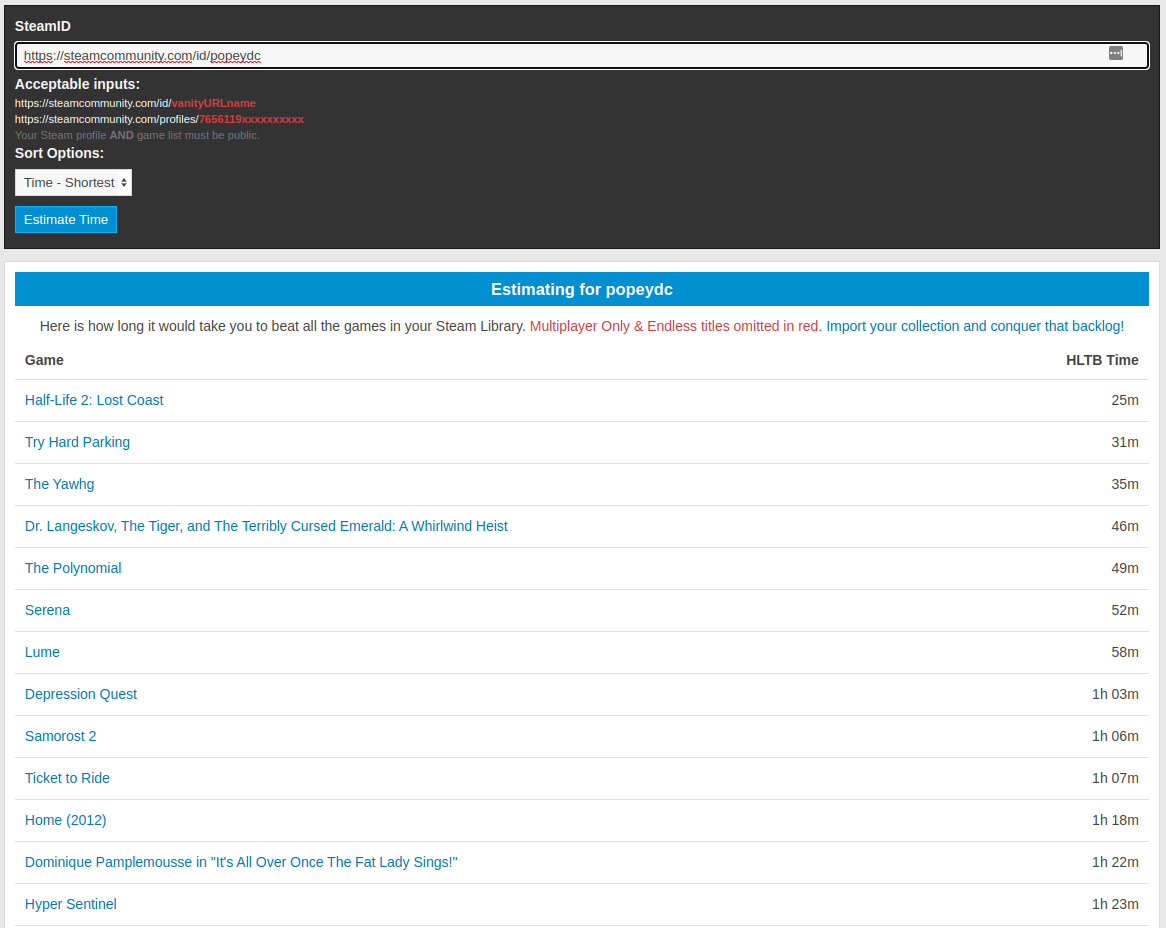 SteamID
https://steamcommunity.com/id/popeydc
Acceptable inputs:
https://steamcommunity.com/id/vanityURLname
https://steamcommunity.com/profiles/7656119xxxxxxxxxx
Your Steam profile AND game list must be public.
Sort Options:
Time - Shortest
Estimate Time
Estimating for popeydc
Here is how long it would take you to beat all the games in your Steam Library. Multiplayer Only & Endless titles omitted in red. Import your collection and conquer that backlog!
Game HLTB Time
Half-Life 2: Lost Coast 25m
Try Hard Parking 31m
The Yawhg 35m
Dr. Langeskov, The Tiger, and The Terribly Cursed Emerald: A Whirlwind Heist 46m
The Polynomial 49m
Serena 52m
Lume 58m
Depression Quest 1h 03m
Samorost 2 1h 06m
Ticket to Ride 1h 07m
Home (2012) 1h 18m
Dominique Pamplemousse in "It's All Over Once The Fat Lady Sings!" 1h 22m
Hyper Sentinel 1h 23m